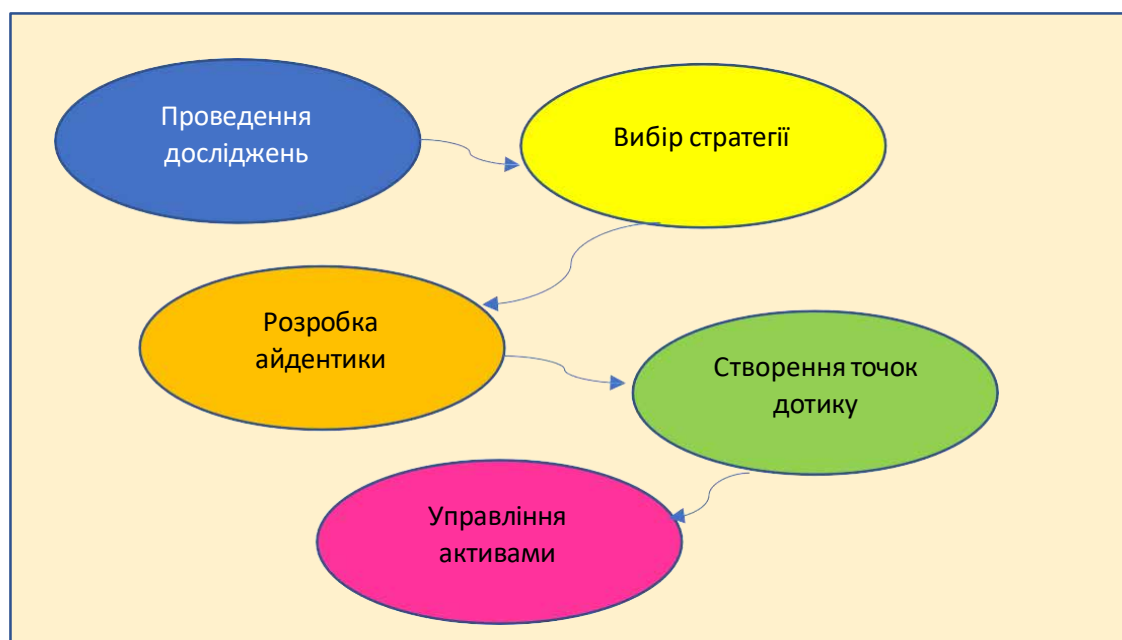 Проведення
досліджень
Вибір стратегії
Розробка
айдентики
Створення точок
дотику
Управління
активами